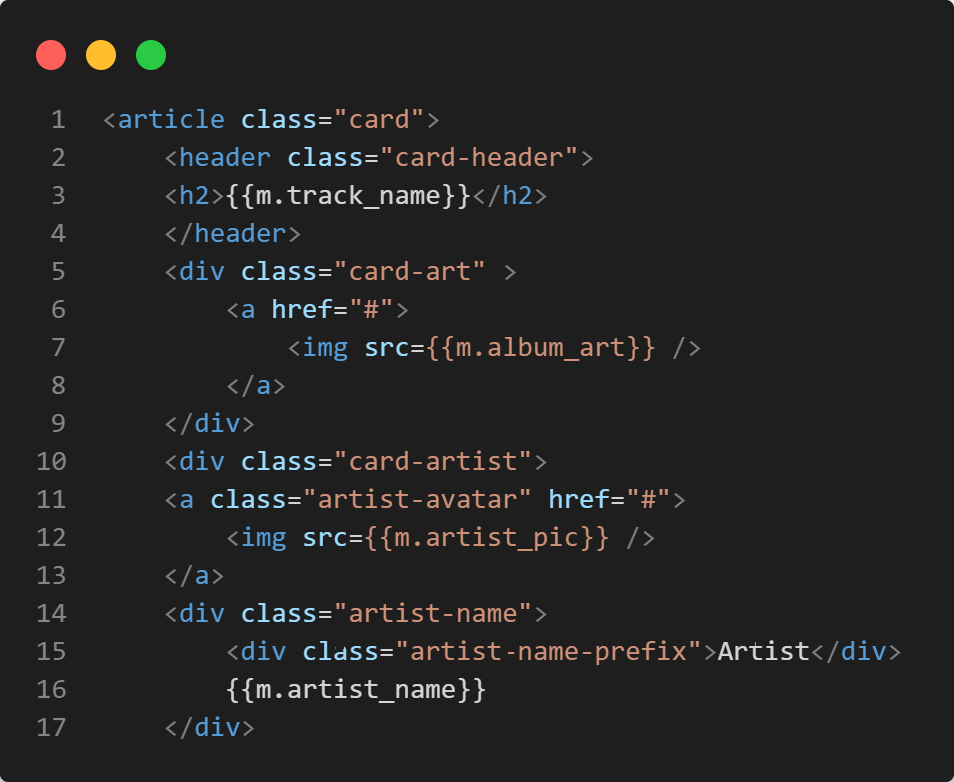 1 <article class="card">
2 <header class="card-header">
3 <h2>{{m.track_name}}</h2>
4 </header>
5 <div class="card-art" >
6 <a href="#">
7 <img src={{m.album_art}} />
8 </a>
9 </div>
10 <div class="card-artist">
11 <a class="artist-avatar" href="#">
12 <img src={{m.artist_pic}} />
13 </a>
14 <div class="artist-name">
15 <div class="artist-name-prefix">Artist</div>
16 {{m.artist_name}}
17 </div>